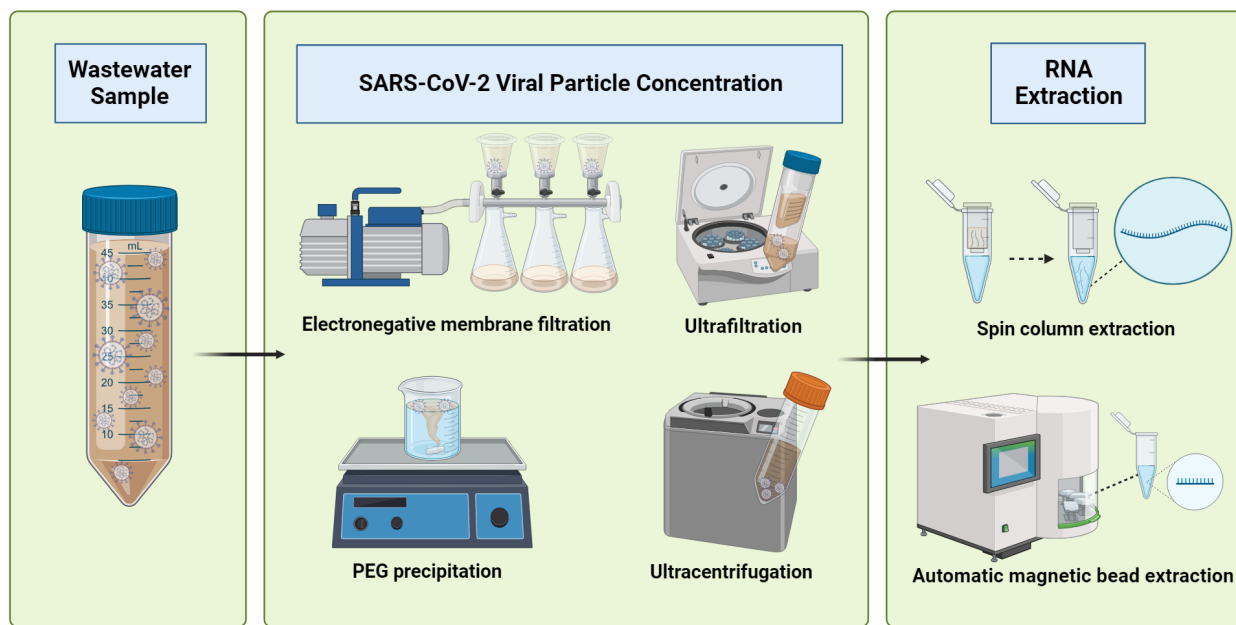 Wastewater
Sample
mL
45
40
35
30
25
20
15
10
SARS-CoV-2 Viral Particle Concentration
Electronegative membrane filtration
Ultrafiltration
PEG precipitation
Ultracentrifugation
RNA
Extraction
Spin column extraction
Automatic magnetic bead extraction